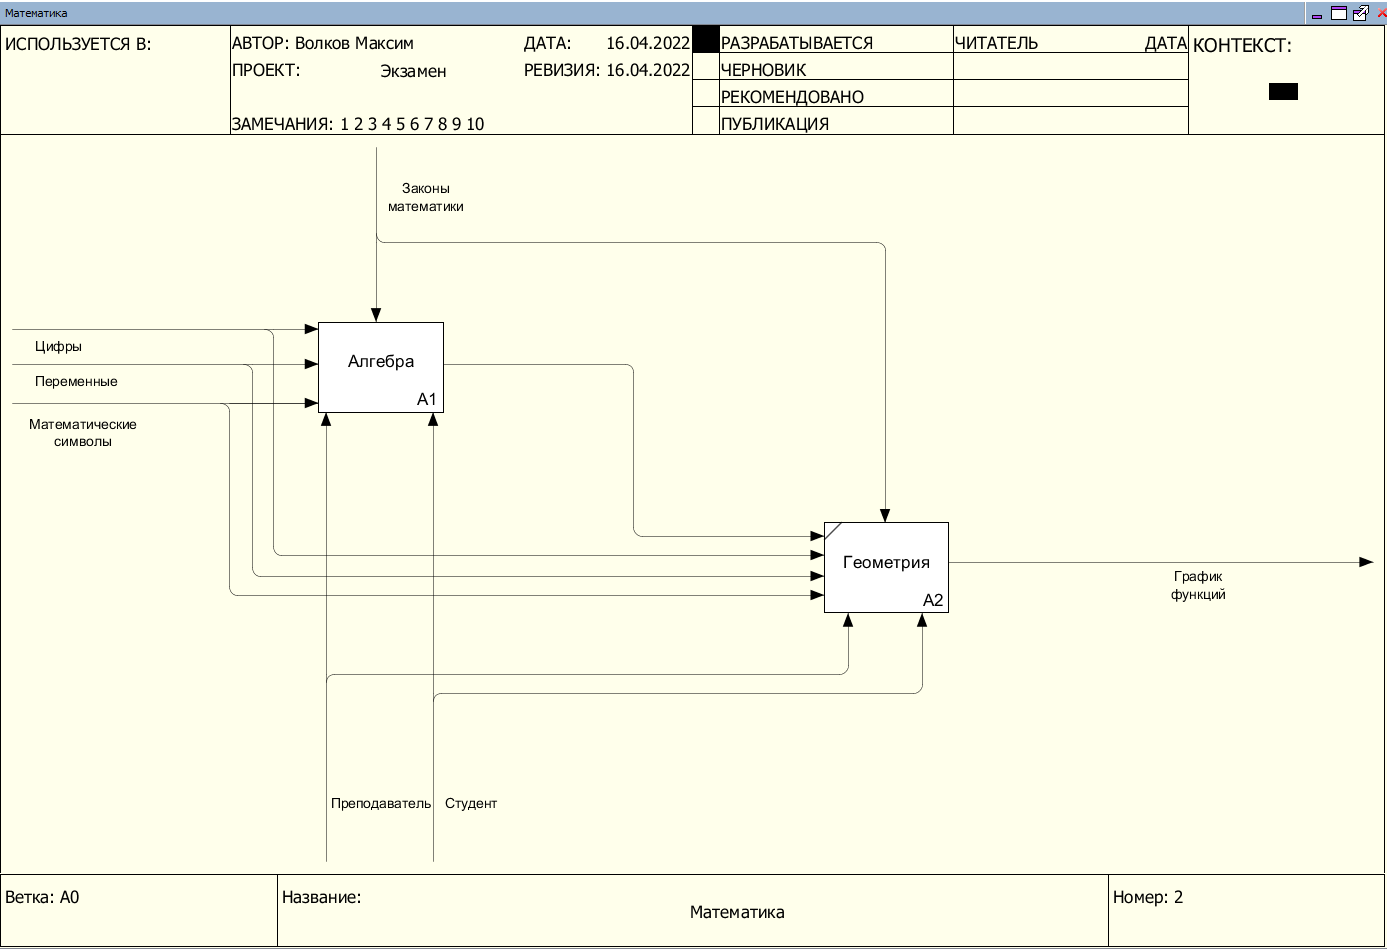 Математика
ИСПОЛЬЗУЕТСЯ В:
АВТОР: Волков Максим
ДАТА: 16.04.2022
ПРОЕКТ: Экзамен
РЕВИЗИЯ: 16.04.2022
ЗАМЕЧАНИЯ: 1 2 3 4 5 6 7 8 9 10
РАЗРАБАТЫВАЕТСЯ
ЧЕРНОВИК
РЕКОМЕНДОВАНО
ПУБЛИКАЦИЯ
ЧИТАТЕЛЬ ДАТА
КОНТЕКСТ:
Законы
математики
Цифры
Переменные
Математические
символы
Алгебра
A1
Геометрия
A2
График
функций
Преподаватель
Студент
Ветка: A0
Название:
Математика
Номер: 2